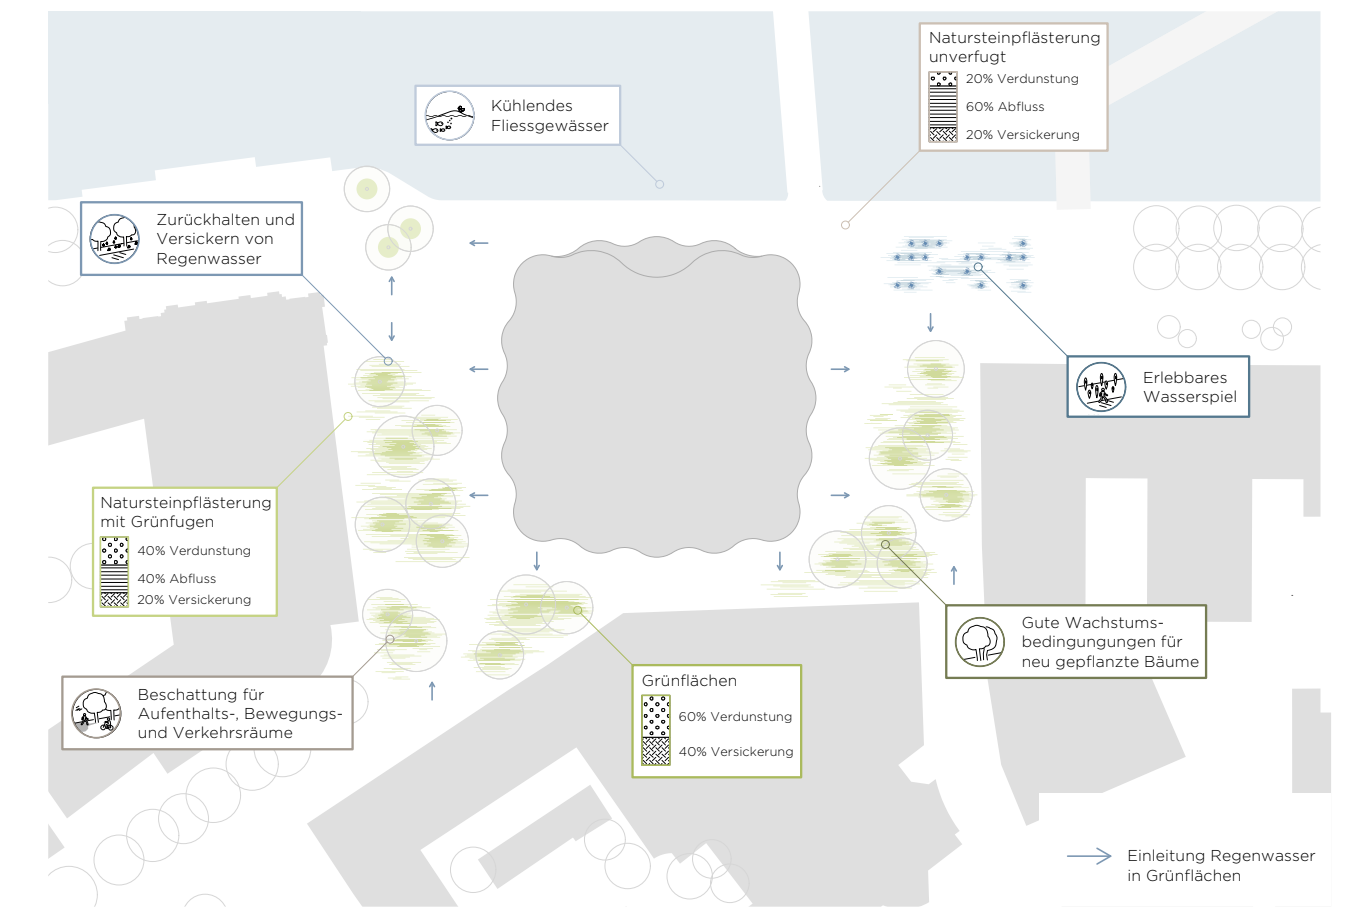 Natursteinpflästerung
unverfugt
20% Verdunstung
60% Abfluss
20% Versickerung
Kühlendes
Fliessgewässer
Zurückhalten und
Versickern von
Regenwasser
Erlebbares
Wasserspiel
Natursteinpflästerung
mit Grünfugen
40% Verdunstung
40% Abfluss
20% Versickerung
Gute Wachstums-
bedingungungen für
neu gepflanzte Bäume
Beschattung für
Aufenthalts-, Bewegungs-
und Verkehrsräume
Grünflächen
60% Verdunstung
40% Versickerung
Einleitung Regenwasser
in Grünflächen